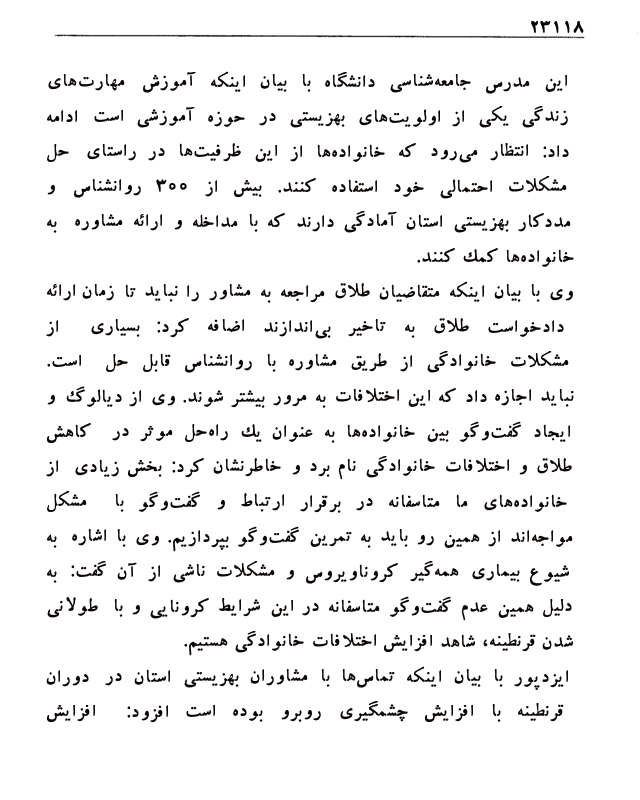 ۲۳۱۱۸
این مدرس جامعه‌شناسی دانشگاه با بیان اینکه آموزش مهارت‌های
زندگی یکی از اولویت‌های بهزیستی در حوزه آموزشی است ادامه
داد: انتظار می‌رود که خانواده‌ها از این ظرفیت‌ها در راستای حل
مشکلات احتمالی خود استفاده کنند. بیش از ۳۰۰ روانشناس و
مددکار بهزیستی استان آمادگی دارند که با مداخله و ارائه مشاوره به
خانواده‌ها کمك کنند.
وی با بیان اینکه متقاضیان طلاق مراجعه به مشاور را نباید تا زمان ارائه
دادخواست طلاق به تاخیر بی‌اندازند اضافه کرد: بسیاری از
مشکلات خانوادگی از طریق مشاوره با روانشناس قابل حل است.
نباید اجازه داد که این اختلافات به مرور بیشتر شوند. وی از دیالوگ و
ایجاد گفت‌وگو بین خانواده‌ها به عنوان یك راه‌حل موثر در کاهش
طلاق و اختلافات خانوادگی نام برد و خاطرنشان کرد: بخش زیادی از
خانواده‌های ما متاسفانه در برقرار ارتباط و گفت‌وگو با مشکل
مواجه‌اند از همین رو باید به تمرین گفت‌وگو بپردازیم. وی با اشاره به
شیوع بیماری همه‌گیر کروناویروس و مشکلات ناشی از آن گفت: به
دلیل همین عدم گفت‌وگو متاسفانه در این شرایط کرونایی و با طولانی
شدن قرنطینه، شاهد افزایش اختلافات خانوادگی هستیم.
ایزدپور با بیان اینکه تماس‌ها با مشاوران بهزیستی استان در دوران
قرنطینه با افزایش چشمگیری روبرو بوده است افزود: افزایش